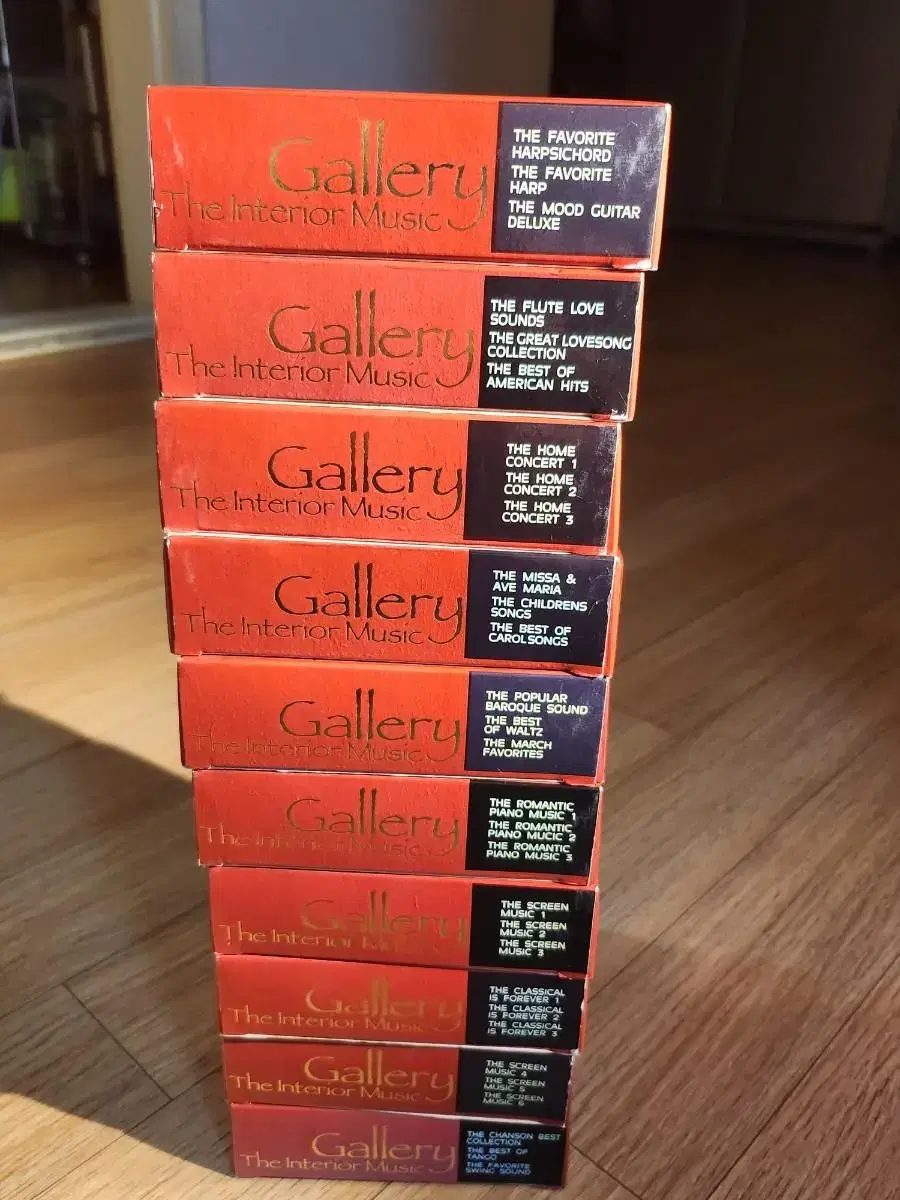 Gallery
The Interior Music
THE FAVORITE
HARPSICHORD
THE FAVORITE
HARP
THE MOOD GUITAR
DELUXE
Gallery
The Interior Music
THE FLUTE LOVE
SOUNDS
THE GREAT LOVESONG
COLLECTION
THE BEST OF
AMERICAN HITS
Gallery
The Interior Music
THE HOME
CONCERT 1
THE HOME
CONCERT 2
THE HOME
CONCERT 3
Gallery
The Interior Music
THE MISSA &
AVE MARIA
THE CHILDRENS
SONGS
THE BEST OF
CAROLSONGS
Gallery
The Interior Music
THE POPULAR
BAROQUE SOUND
THE BEST
OF WALTZ
THE MARCH
FAVORITES
Gallery
The Interior Music
THE ROMANTIC
PIANO MUSIC 1
THE ROMANTIC
PIANO MUCIC 2
THE ROMANTIC
PIANO MUSIC 3
Gallery
The Interior Music
THE SCREEN
MUSIC 1
THE SCREEN
MUSIC 2
THE SCREEN
MUSIC 3
Gallery
The Interior Music
THE CLASSICAL
IS FOREVER 1
THE CLASSICAL
IS FOREVER 2
THE CLASSICAL
IS FOREVER 3
Gallery
The Interior Music
THE SCREEN
MUSIC 4
THE SCREEN
MUSIC 5
THE SCREEN
MUSIC 6
Gallery
The Interior Music
THE CHANSON BEST
COLLECTION
THE BEST OF
TANGO
THE FAVORITE
SWING SOUND